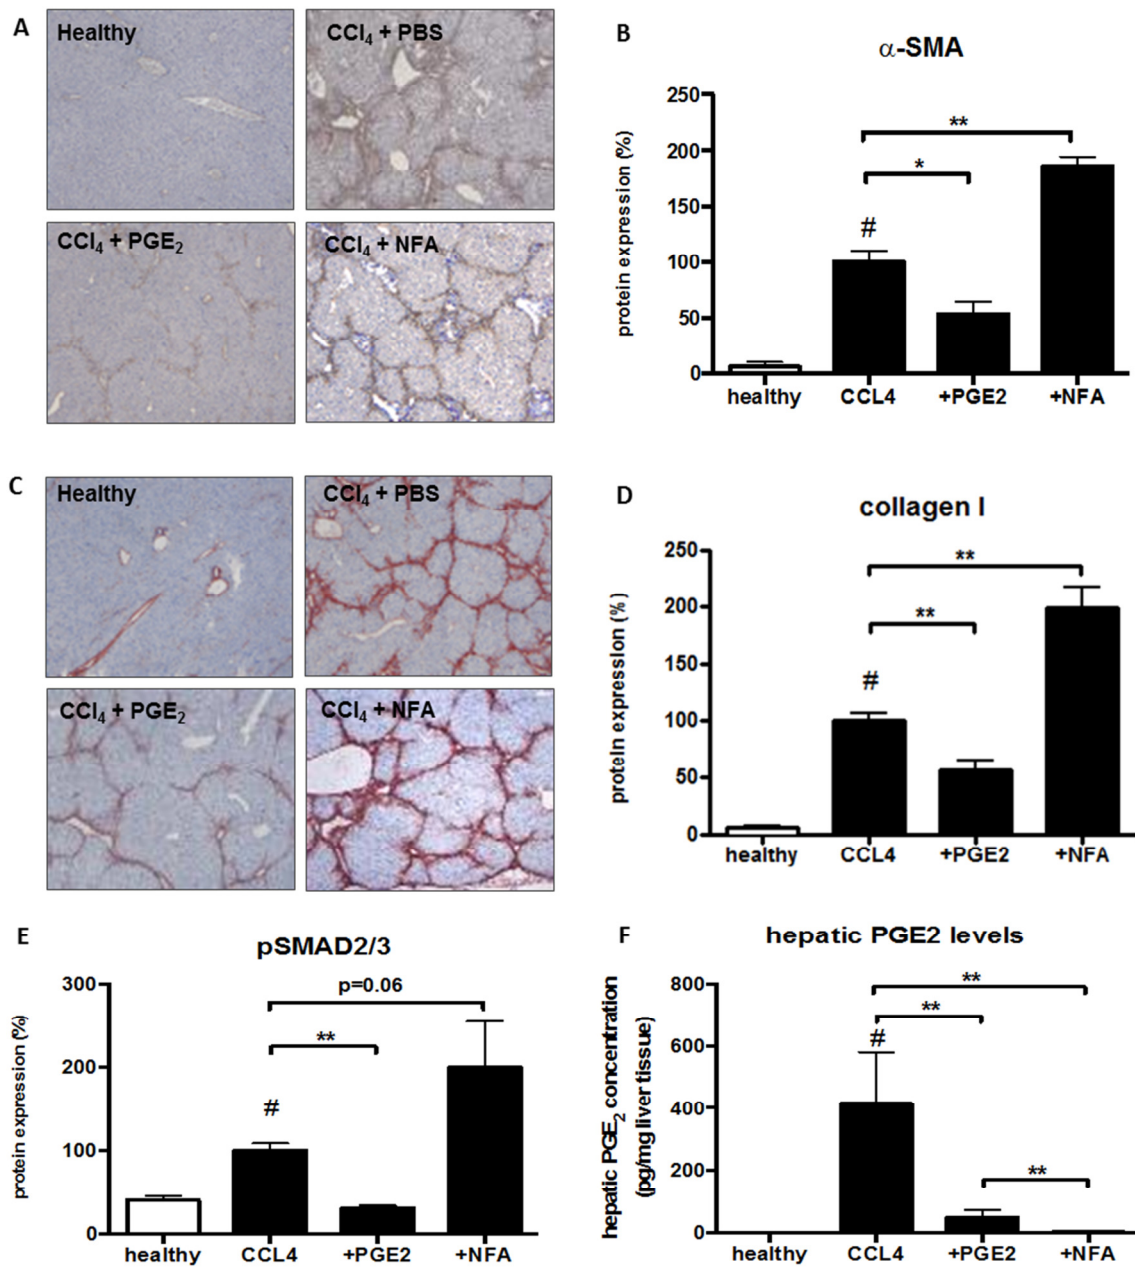 A
Healthy
CCl4 + PBS
CCl4 + PGE2
CCl4 + NFA
B
α-SMA
protein expression (%)
250
200
150
100
50
0
**
*
#
healthy
CCL4
+PGE2
+NFA
C
Healthy
CCl4 + PBS
CCl4 + PGE2
CCl4 + NFA
D
collagen I
protein expression (%)
250
200
150
100
50
0
**
**
#
healthy
CCL4
+PGE2
+NFA
E
pSMAD2/3
protein expression (%)
300
200
100
0
p=0.06
**
#
healthy
CCL4
+PGE2
+NFA
F
hepatic PGE2 levels
hepatic PGE2 concentration
(pg/mg liver tissue)
800
600
400
200
0
**
**
#
**
healthy
CCL4
+PGE2
+NFA